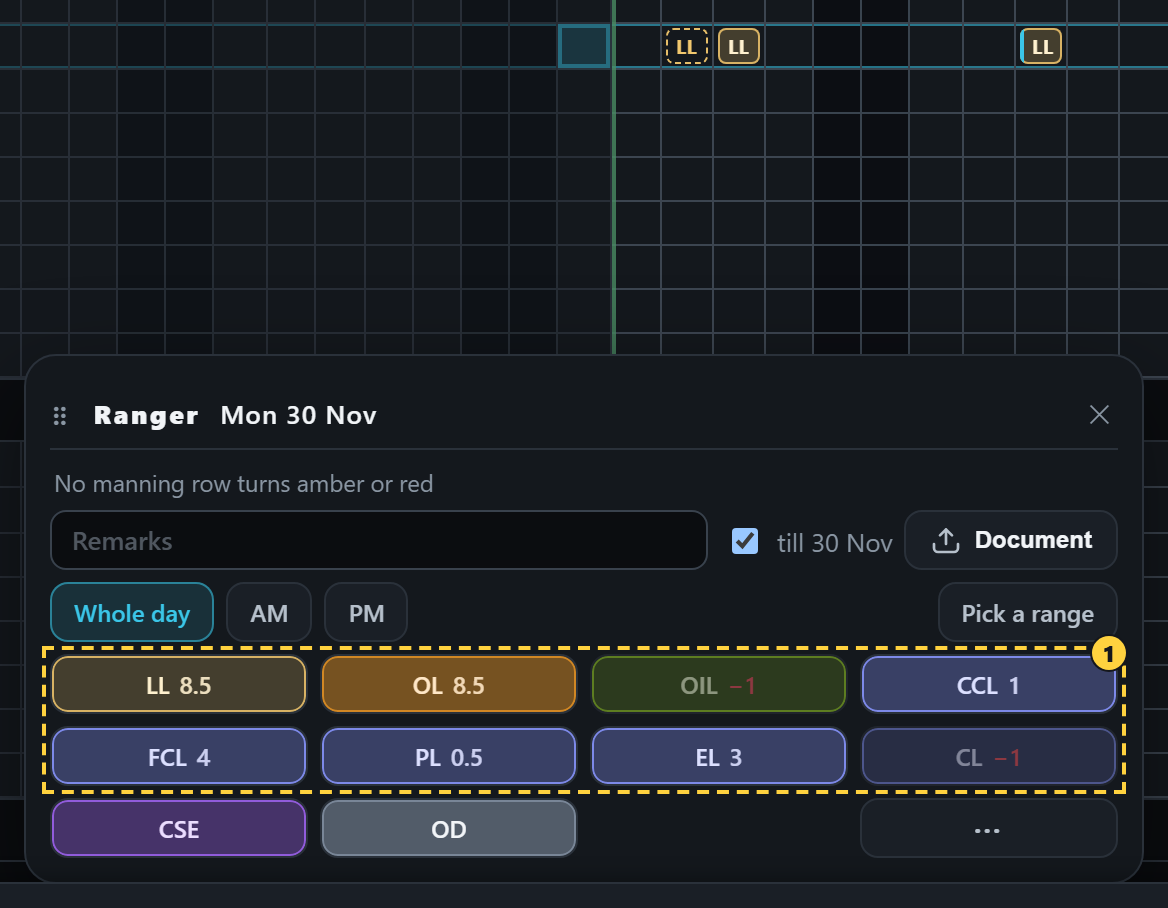 LL LL LL
Ranger Mon 30 Nov
No manning row turns amber or red
Remarks till 30 Nov Document
Whole day AM PM Pick a range
1
LL 8.5 OL 8.5 OIL −1 CCL 1
FCL 4 PL 0.5 EL 3 CL −1
CSE OD ...